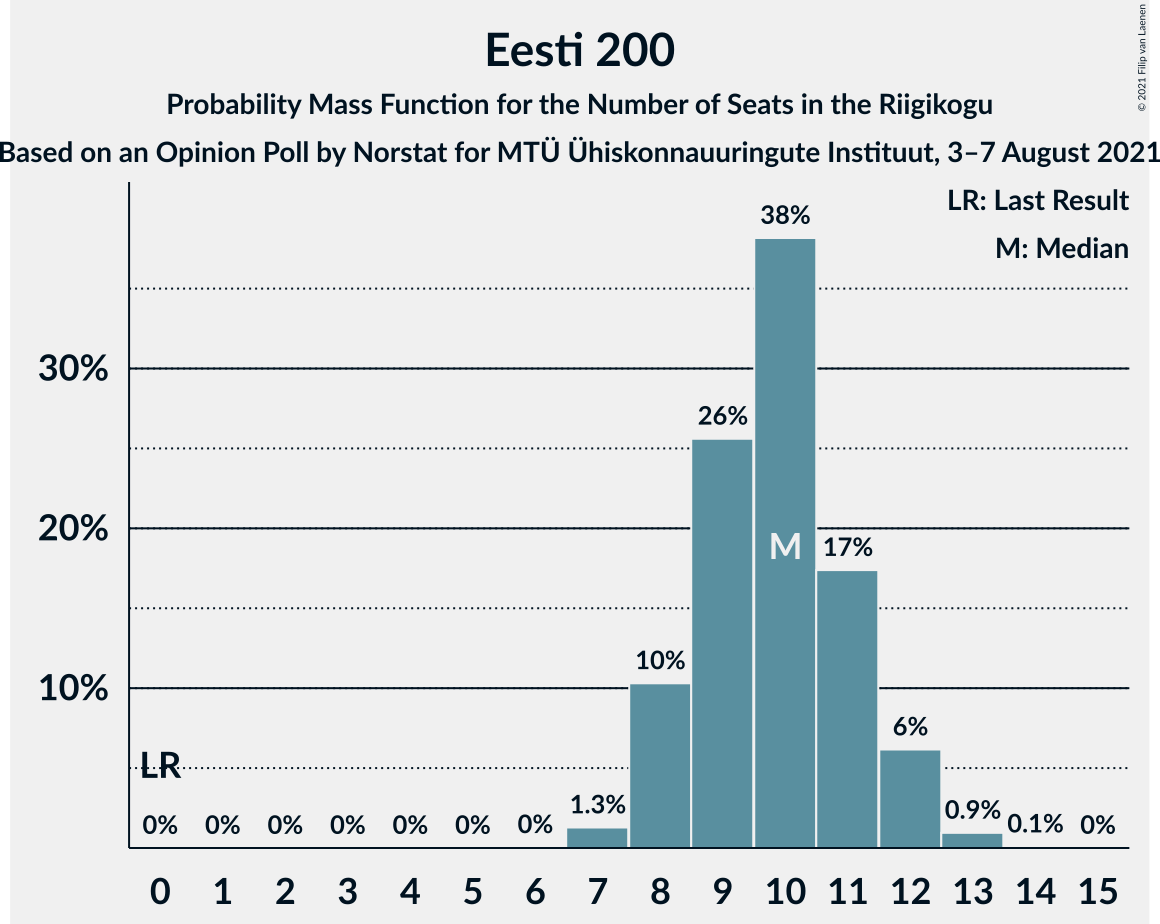 Eesti 200
Probability Mass Function for the Number of Seats in the Riigikogu
Based on an Opinion Poll by Norstat for MTÜ Ühiskonnauuringute Instituut, 3–7 August 2021
© 2021 Filip van Laenen
LR: Last Result
M: Median
38%
30%
26%
20%
M
17%
10%
10%
6%
LR
0%
0%
0%
0%
0%
0%
0%
1.3%
0.9%
0.1%
0%
0 1 2 3 4 5 6 7 8 9 10 11 12 13 14 15